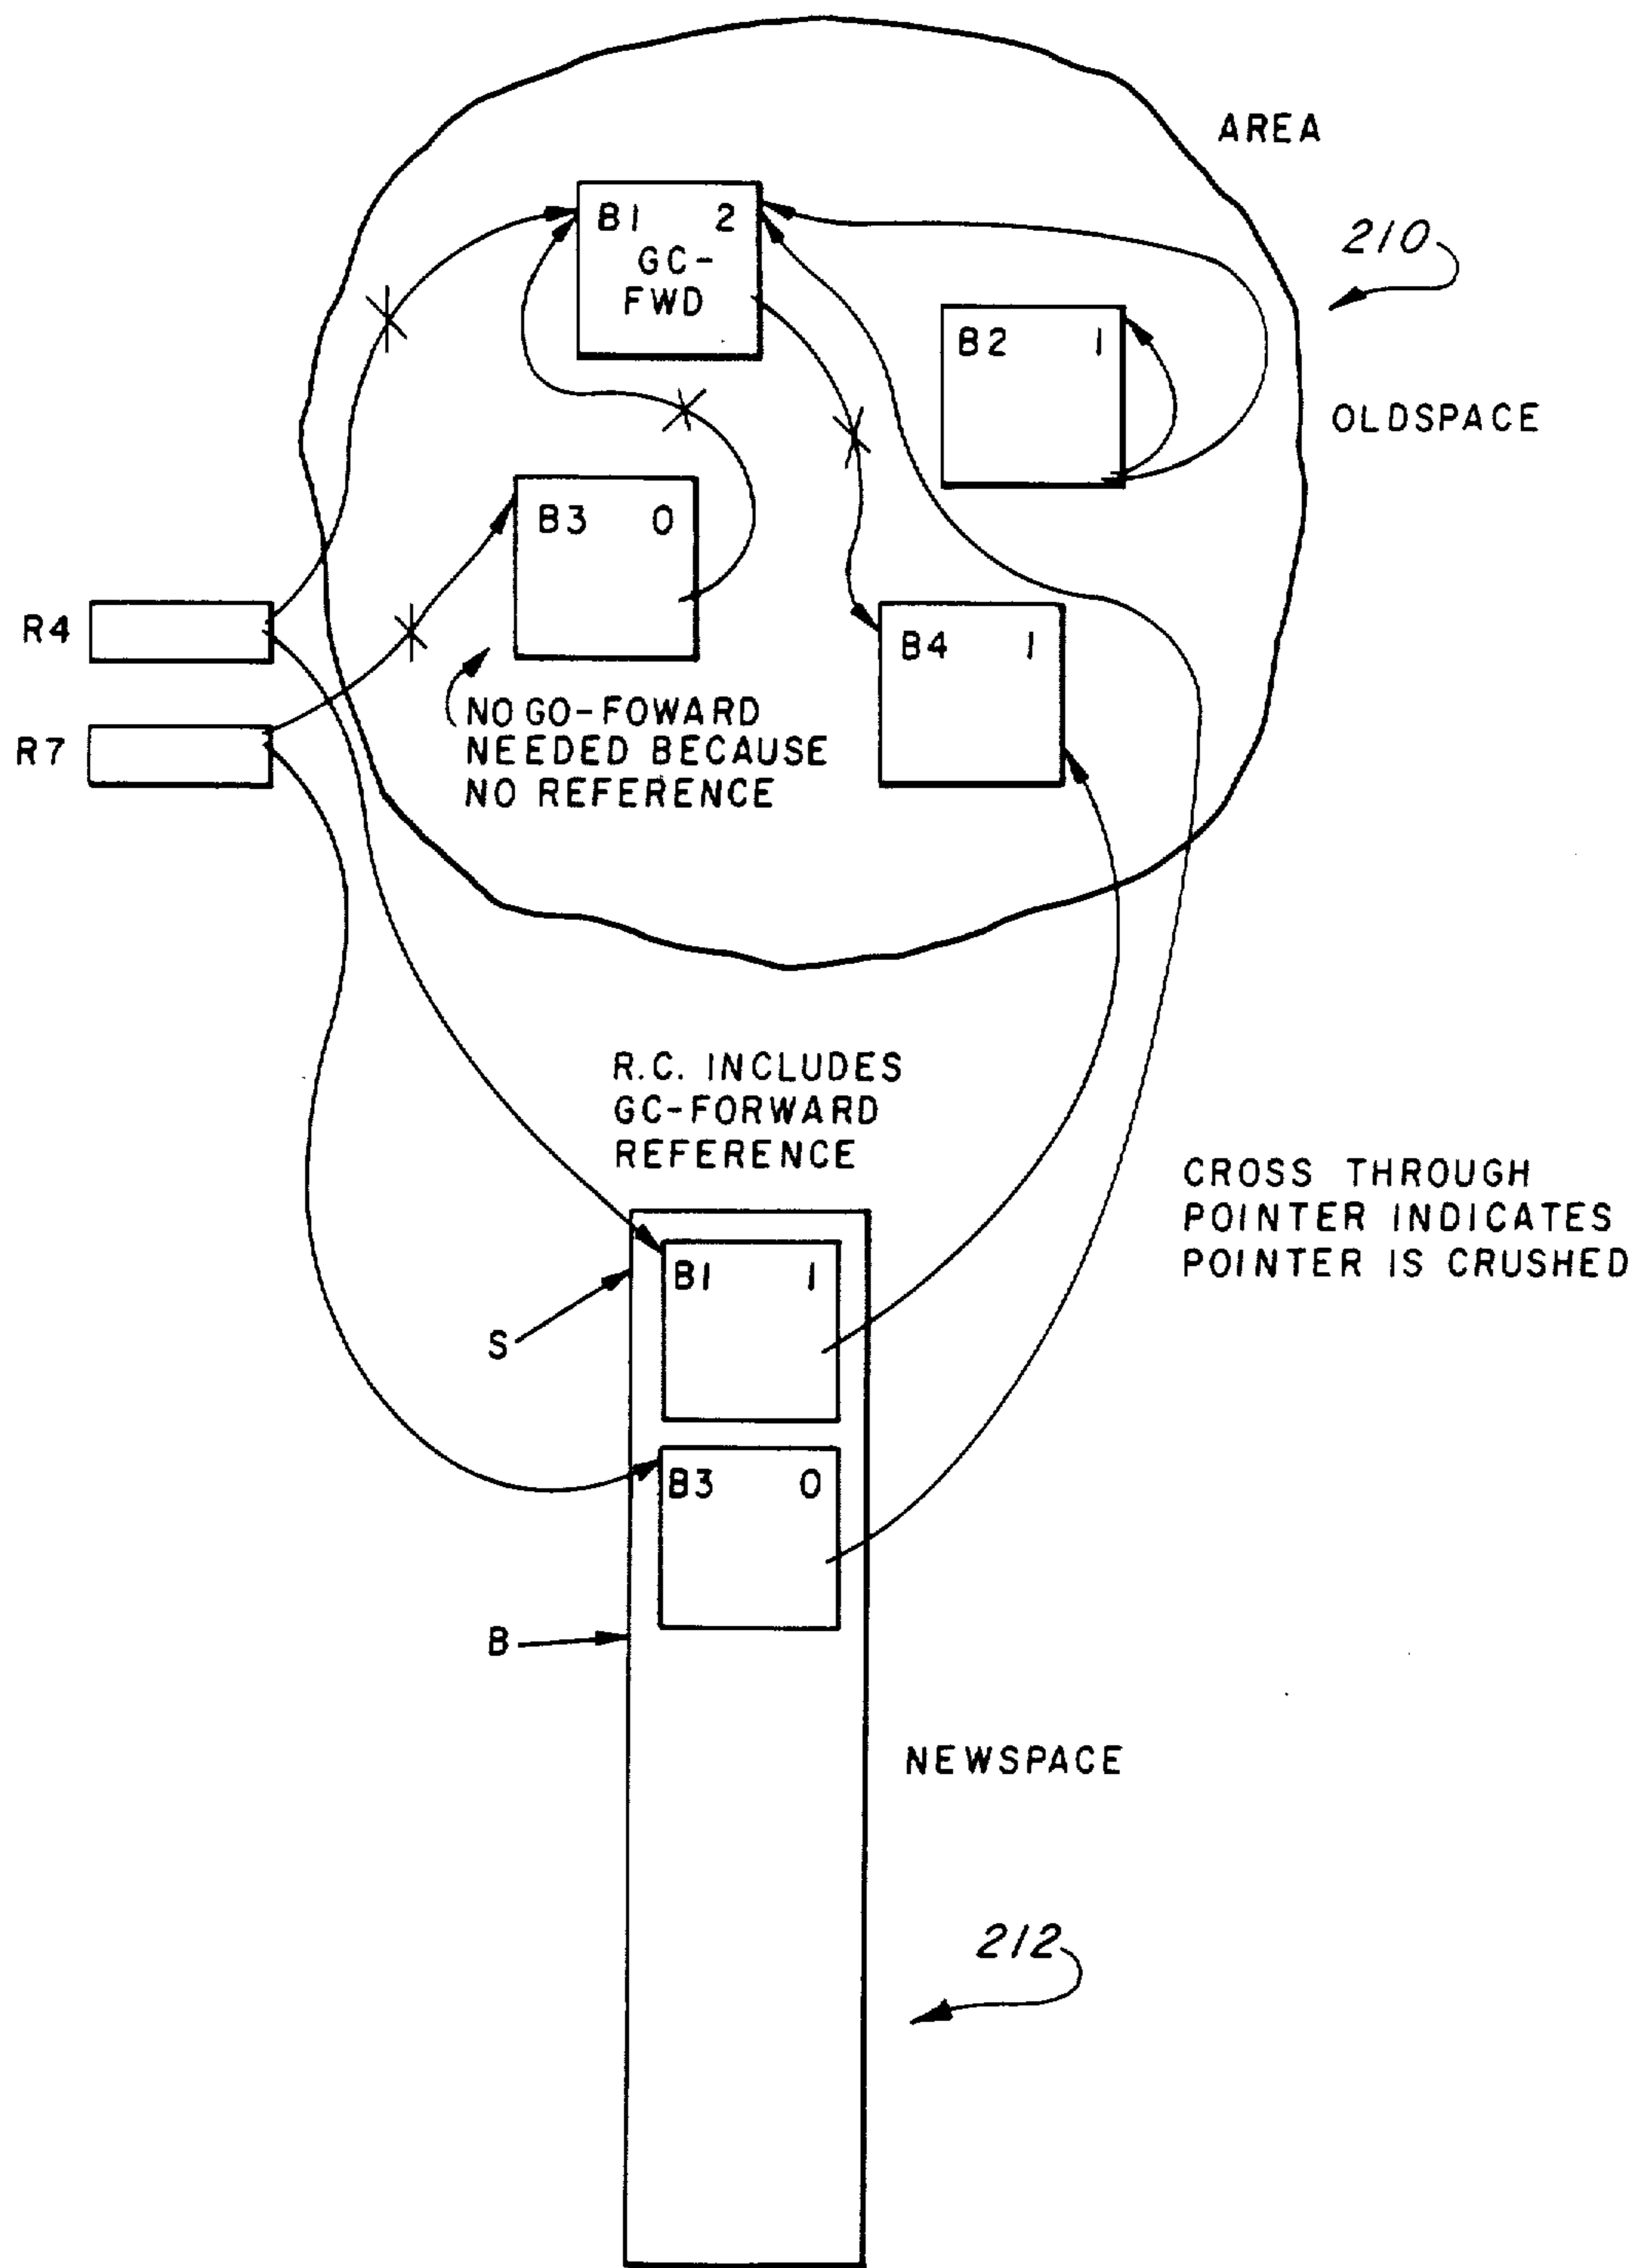 AREA
210
B1 2
GC-
FWD
B2 1
OLDSPACE
B3 0
R4
B4 1
NO GO-FOWARD
NEEDED BECAUSE
NO REFERENCE
R7
R.C. INCLUDES
GC-FORWARD
REFERENCE
CROSS THROUGH
POINTER INDICATES
POINTER IS CRUSHED
B1 1
S
B3 0
B
NEWSPACE
212